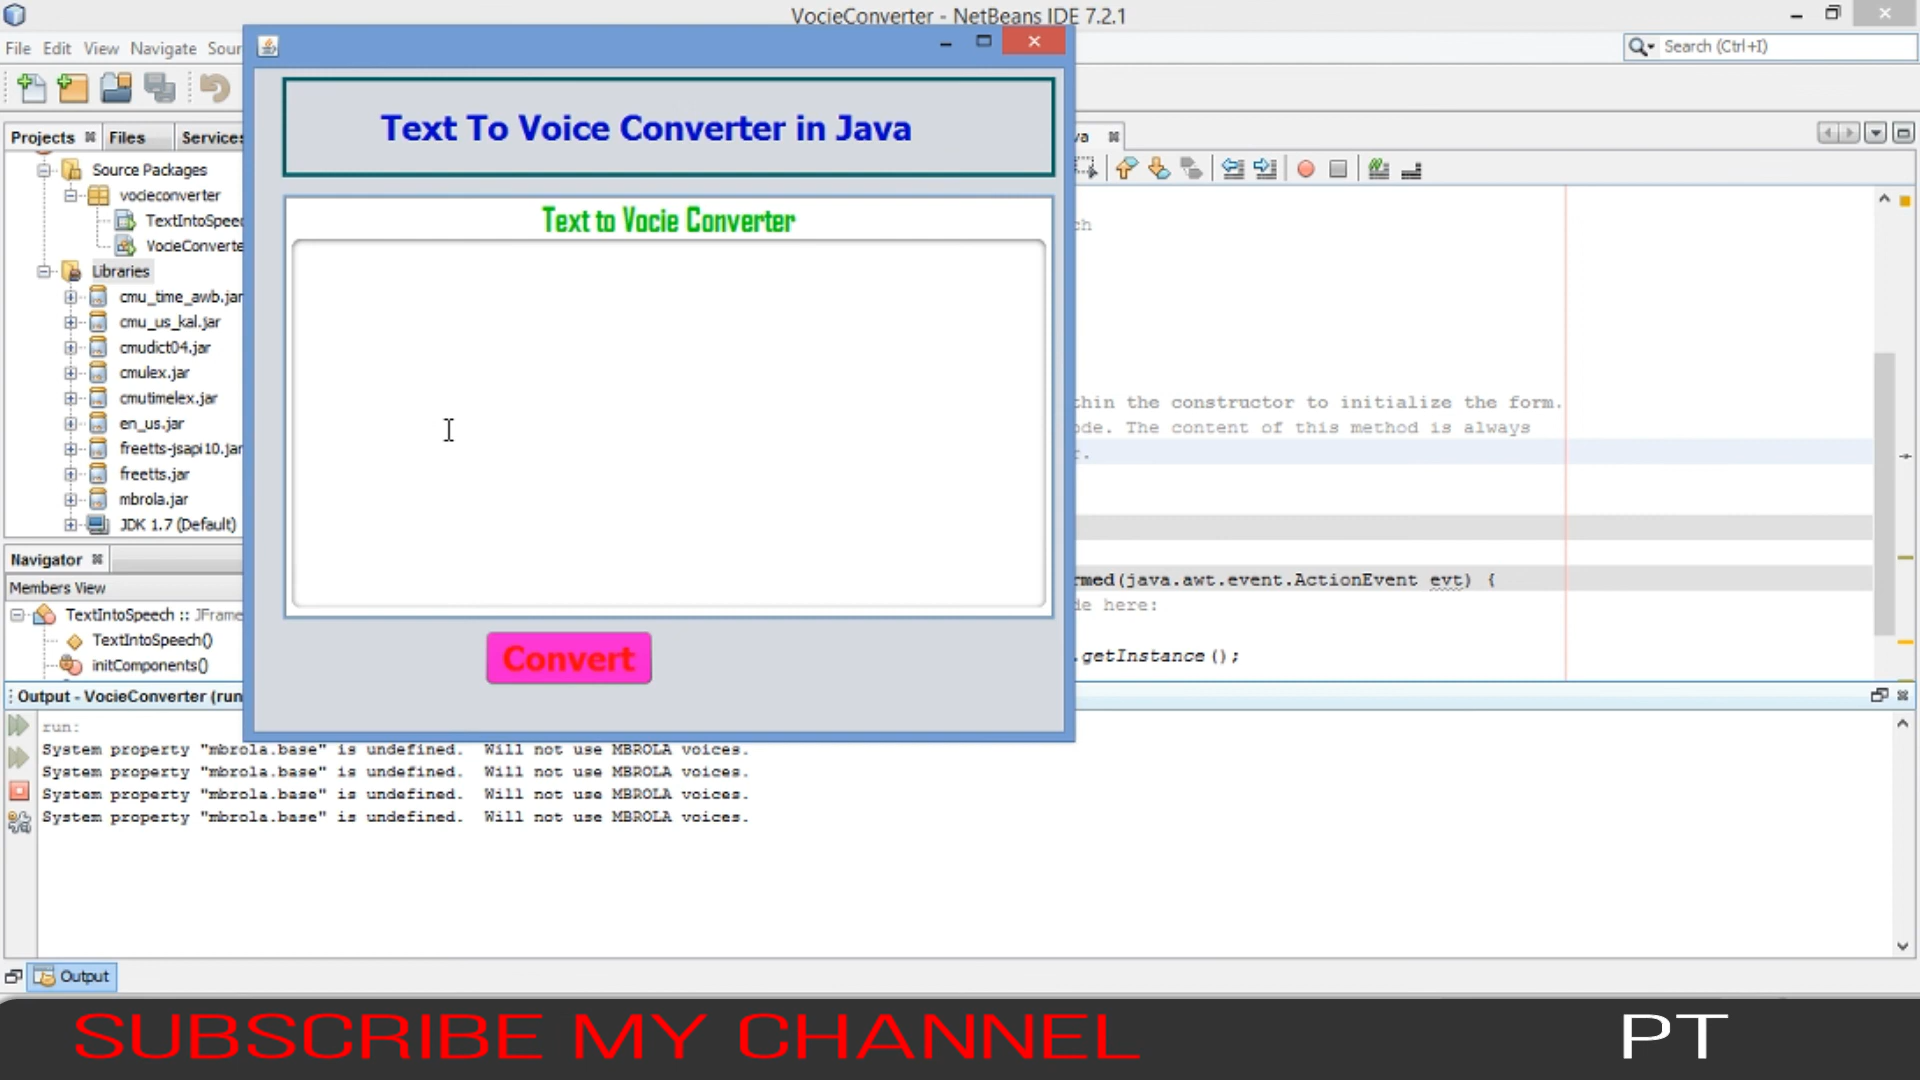 VocieConverter - NetBeans IDE 7.2.1
File Edit View Navigate Sour
Search (Ctrl+I)
Text To Voice Converter in Java
Projects Files Services
va
Source Packages
vocieconverter
Text to Vocie Converter
TextIntoSpeec
ch
VocieConverte
Libraries
cmu_time_awb.jar
cmu_us_kal.jar
cmudict04.jar
cmulex.jar
cmutimelex.jar
thin the constructor to initialize the form.
en_us.jar
ode. The content of this method is always
freetts-jsapi10.jar
r.
freetts.jar
mbrola.jar
JDK 1.7 (Default)
Navigator
Members View
rmed(java.awt.event.ActionEvent evt) {
de here:
TextIntoSpeech :: JFrame
TextIntoSpeech()
.getInstance();
initComponents()
Convert
Output - VocieConverter (run
run:
System property "mbrola.base" is undefined.  Will not use MBROLA voices.
System property "mbrola.base" is undefined.  Will not use MBROLA voices.
System property "mbrola.base" is undefined.  Will not use MBROLA voices.
System property "mbrola.base" is undefined.  Will not use MBROLA voices.
Output
SUBSCRIBE MY CHANNEL
PT